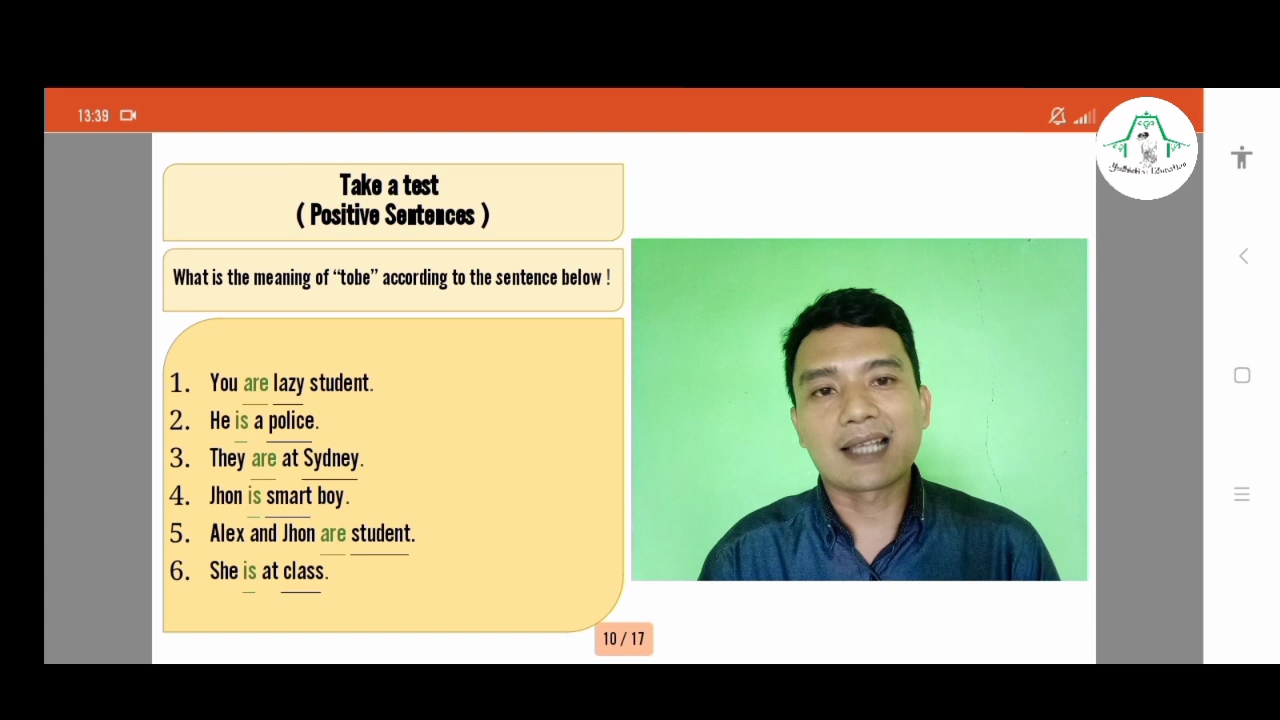 13:39
Take a test
( Positive Sentences )
What is the meaning of “tobe” according to the sentence below !
1. You are lazy student.
2. He is a police.
3. They are at Sydney.
4. Jhon is smart boy.
5. Alex and Jhon are student.
6. She is at class.
10 / 17